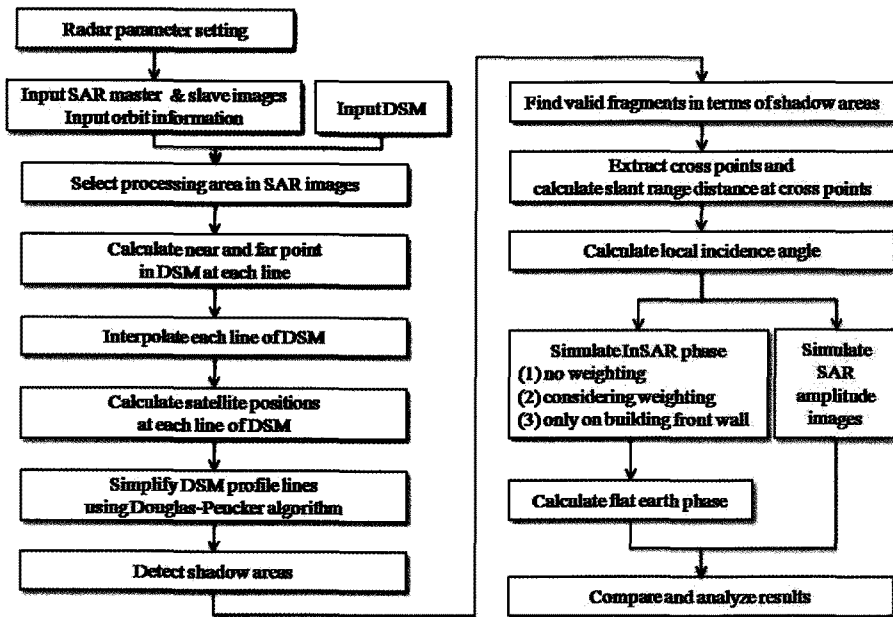 Radar parameter setting
Input SAR master & slave images
Input orbit information
Input DSM
Select processing area in SAR images
Calculate near and far point
in DSM at each line
Interpolate each line of DSM
Calculate satellite positions
at each line of DSM
Simplify DSM profile lines
using Douglas-Peucker algorithm
Detect shadow areas
Find valid fragments in terms of shadow areas
Extract cross points and
calculate slant range distance at cross points
Calculate local incidence angle
Simulate InSAR phase
(1) no weighting
(2) considering weighting
(3) only on building front wall
Simulate
SAR
amplitude
images
Calculate flat earth phase
Compare and analyze results